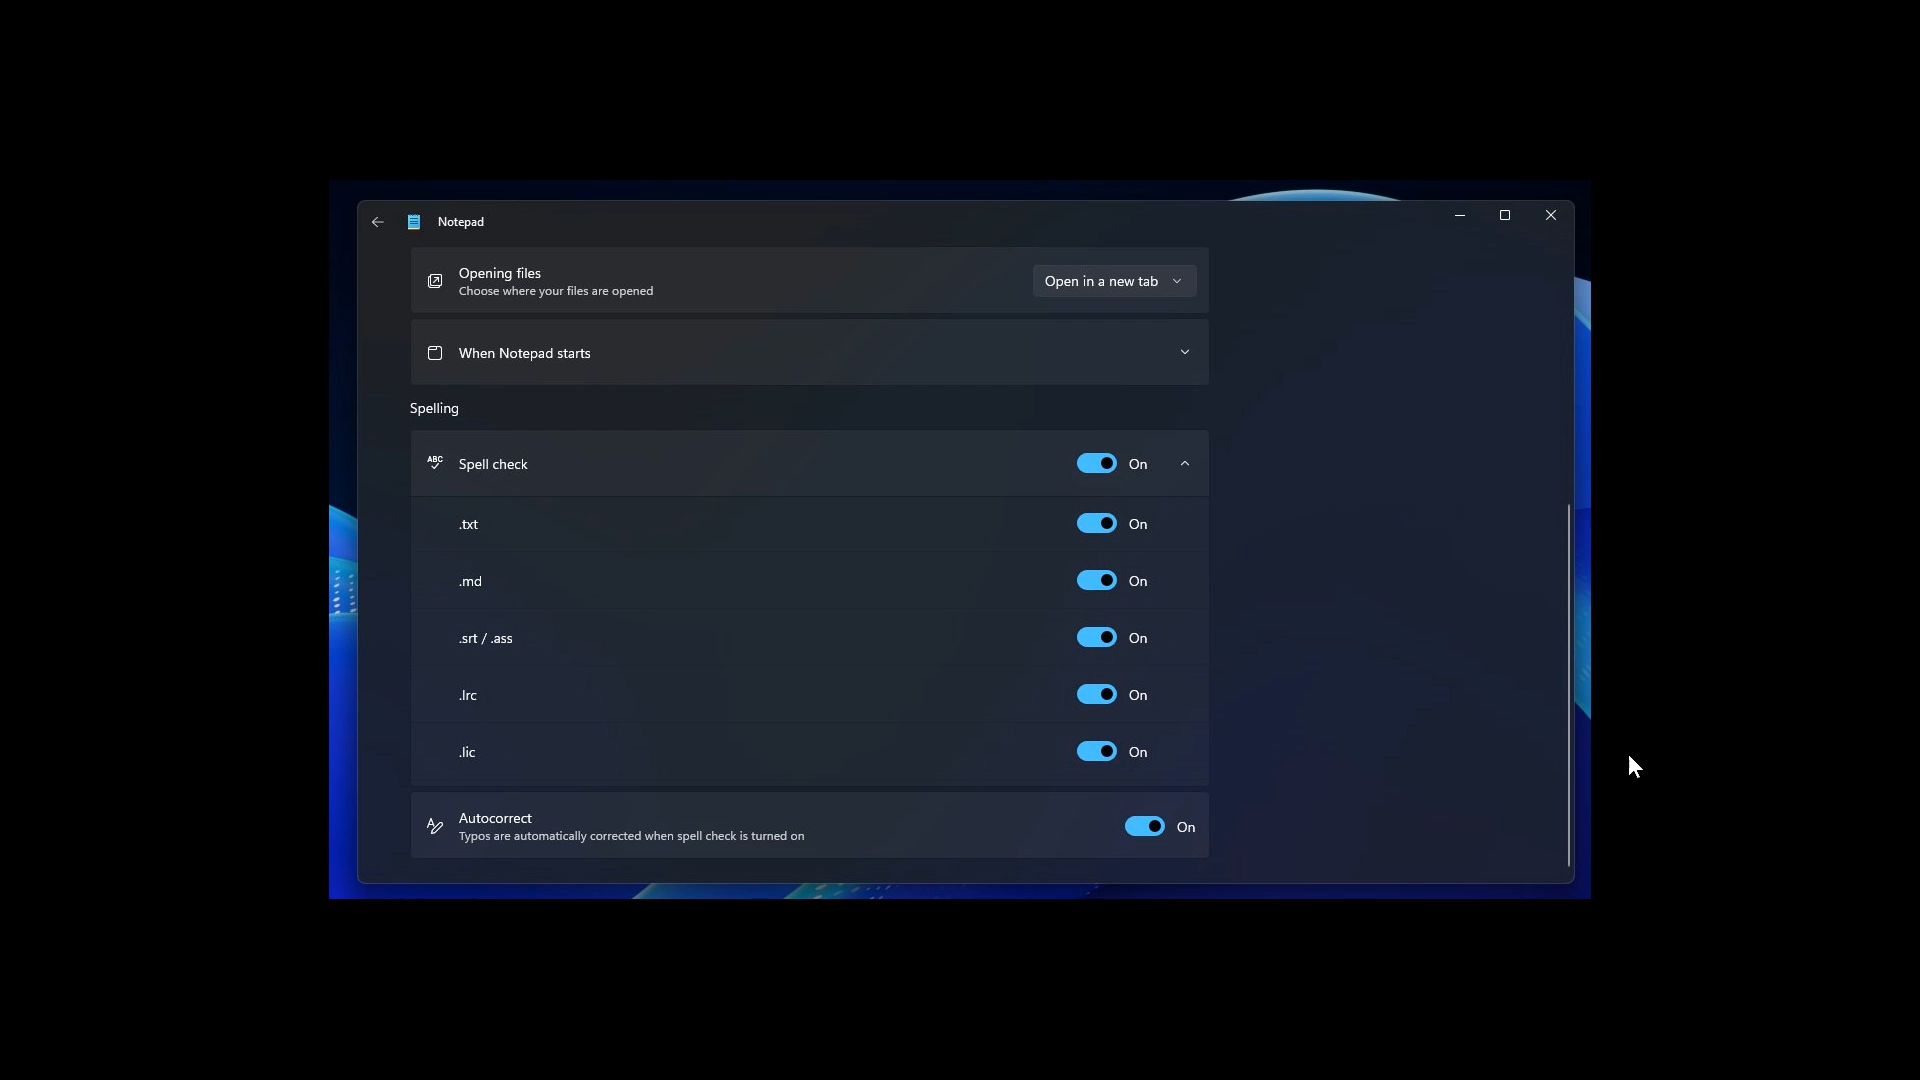 Notepad
Opening files
Choose where your files are opened
Open in a new tab
When Notepad starts
Spelling
ABC
Spell check
On
.txt
On
.md
On
.srt / .ass
On
.lrc
On
.lic
On
Autocorrect
Typos are automatically corrected when spell check is turned on
On